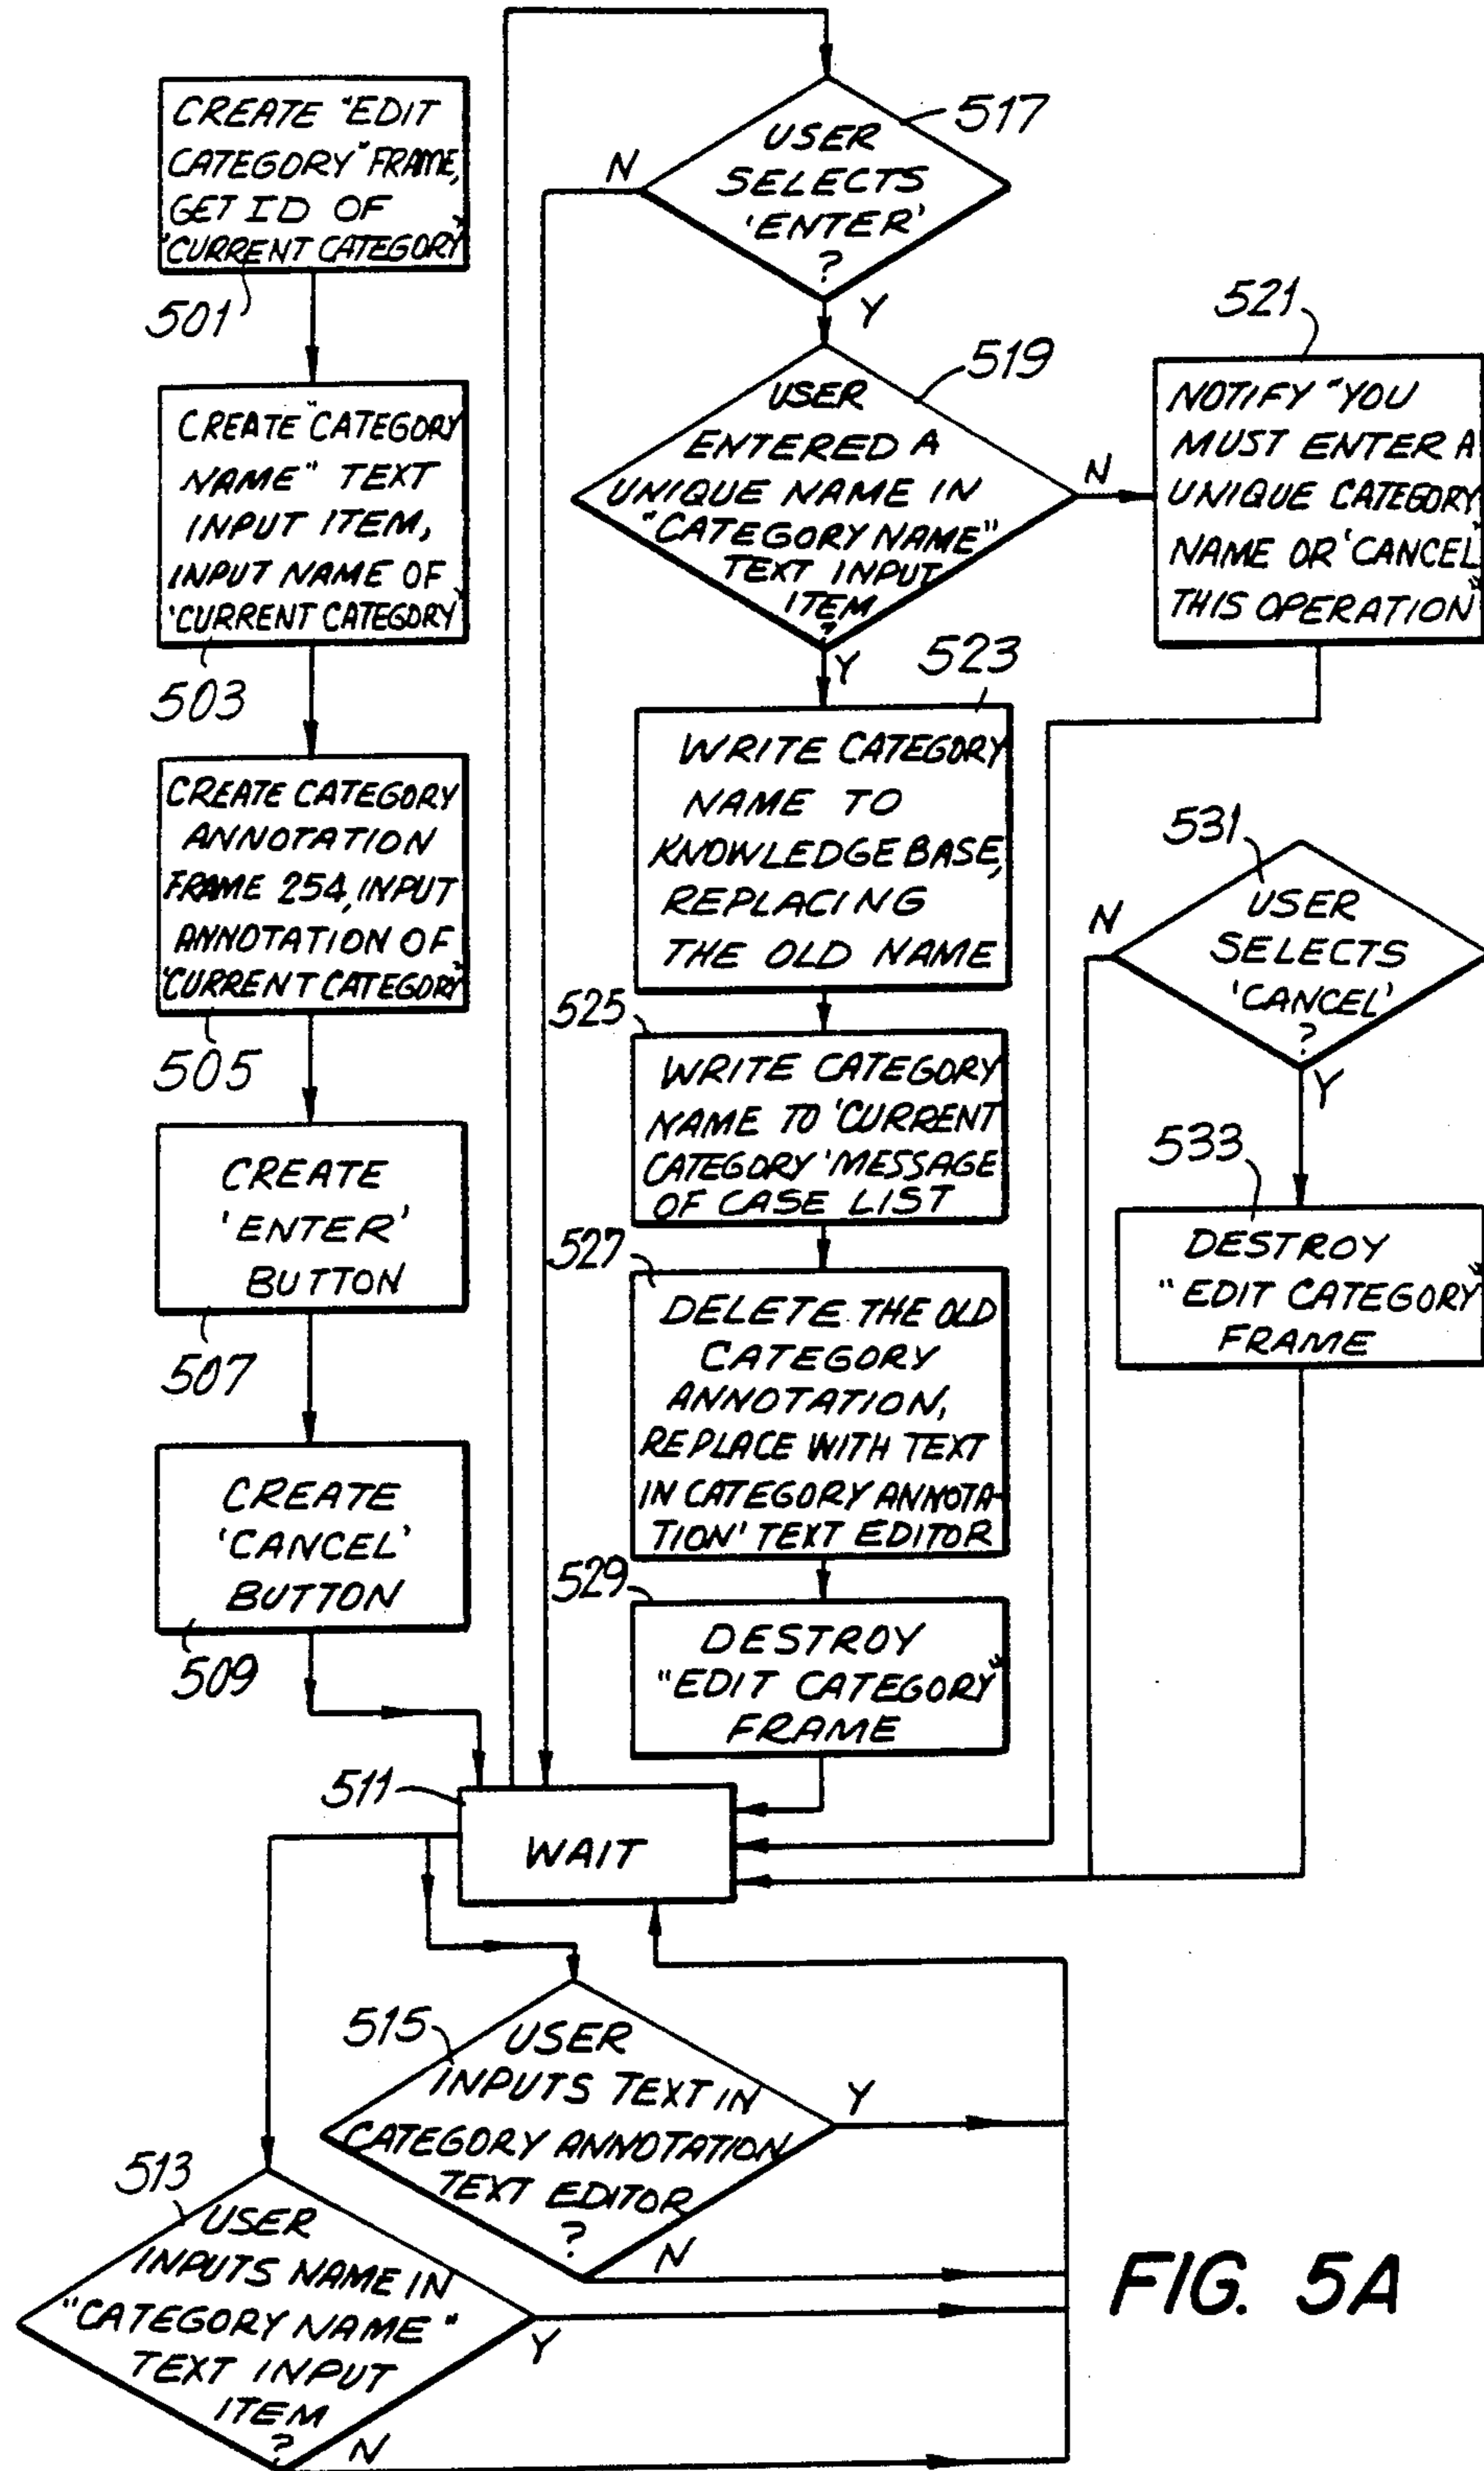 CREATE "EDIT
CATEGORY" FRAME,
GET ID OF
'CURRENT CATEGORY'
501
CREATE "CATEGORY
NAME" TEXT
INPUT ITEM,
INPUT NAME OF
'CURRENT CATEGORY'
503
CREATE CATEGORY
ANNOTATION
FRAME 254, INPUT
ANNOTATION OF
'CURRENT CATEGORY'
505
CREATE
'ENTER'
BUTTON
507
CREATE
'CANCEL'
BUTTON
509
511
WAIT
517
USER
SELECTS
'ENTER'
?
N
Y
519
USER
ENTERED A
UNIQUE NAME IN
"CATEGORY NAME"
TEXT INPUT
ITEM
?
N
Y
521
NOTIFY "YOU
MUST ENTER A
UNIQUE CATEGORY
NAME OR 'CANCEL'
THIS OPERATION"
523
WRITE CATEGORY
NAME TO
KNOWLEDGE BASE,
REPLACING
THE OLD NAME
525
WRITE CATEGORY
NAME TO 'CURRENT
CATEGORY' MESSAGE
OF CASE LIST
527
DELETE THE OLD
CATEGORY
ANNOTATION,
REPLACE WITH TEXT
IN CATEGORY ANNOTA-
TION' TEXT EDITOR
529
DESTROY
"EDIT CATEGORY"
FRAME
531
USER
SELECTS
'CANCEL'
?
N
Y
533
DESTROY
"EDIT CATEGORY"
FRAME
515
USER
INPUTS TEXT IN
CATEGORY ANNOTATION
TEXT EDITOR
?
Y
N
513
USER
INPUTS NAME IN
"CATEGORY NAME"
TEXT INPUT
ITEM
?
Y
N
FIG. 5A